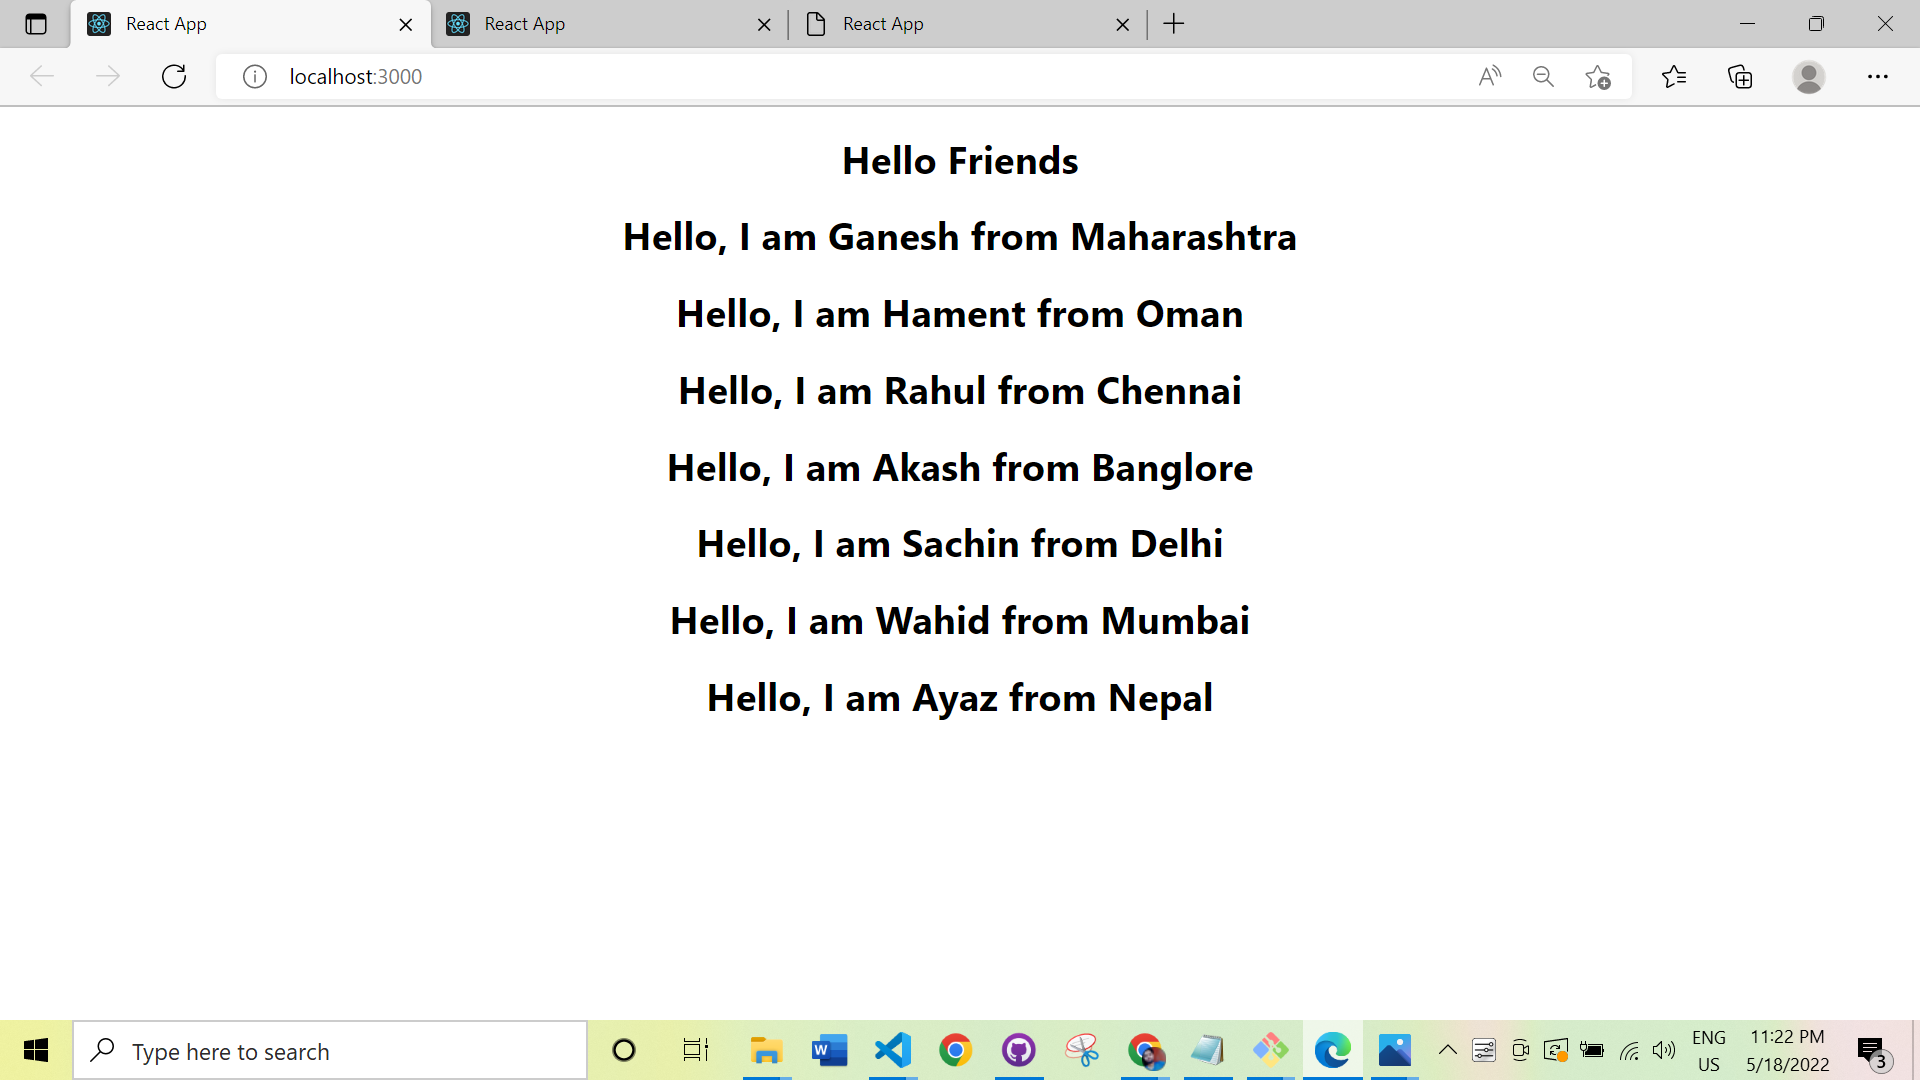 React App
React App
React App
localhost:3000
Hello Friends
Hello, I am Ganesh from Maharashtra
Hello, I am Hament from Oman
Hello, I am Rahul from Chennai
Hello, I am Akash from Banglore
Hello, I am Sachin from Delhi
Hello, I am Wahid from Mumbai
Hello, I am Ayaz from Nepal
Type here to search
ENG
US
11:22 PM
5/18/2022
3